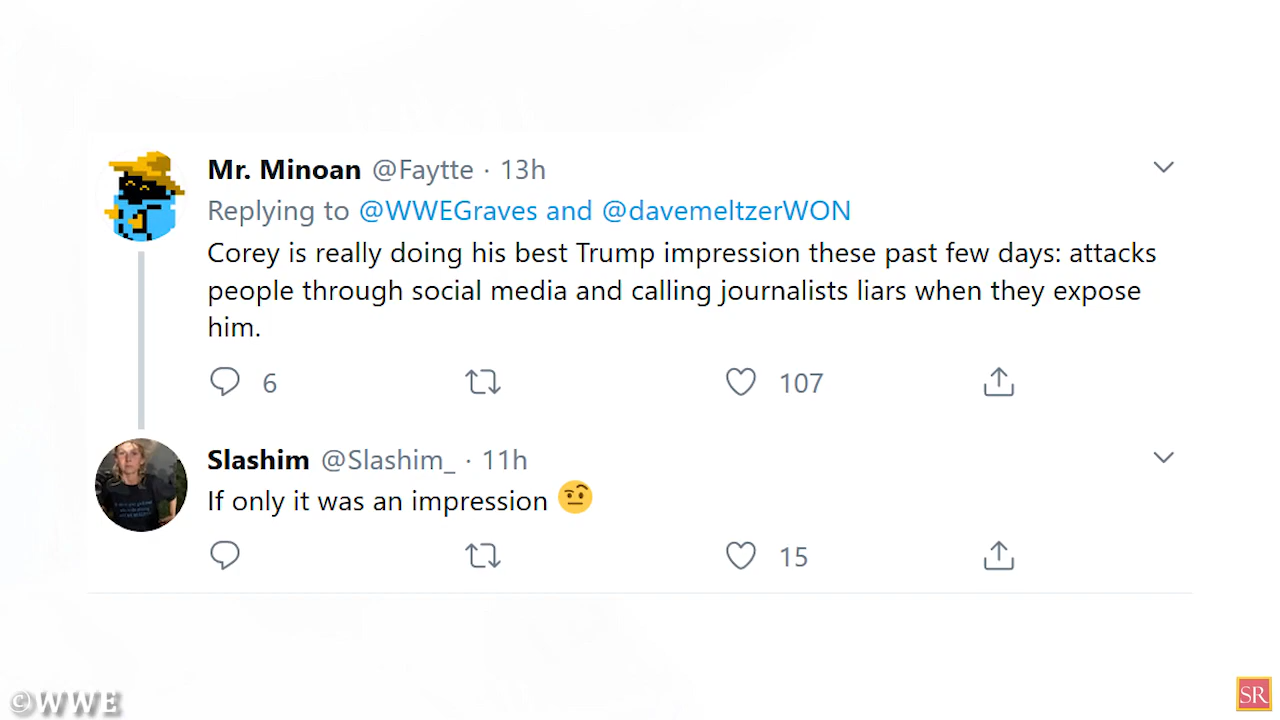 Mr. Minoan @Faytte · 13h
Replying to @WWEGraves and @davemeltzerWON
Corey is really doing his best Trump impression these past few days: attacks
people through social media and calling journalists liars when they expose
him.
6 107
Slashim @Slashim_ · 11h
If only it was an impression 🤨
15
©WWE
SR